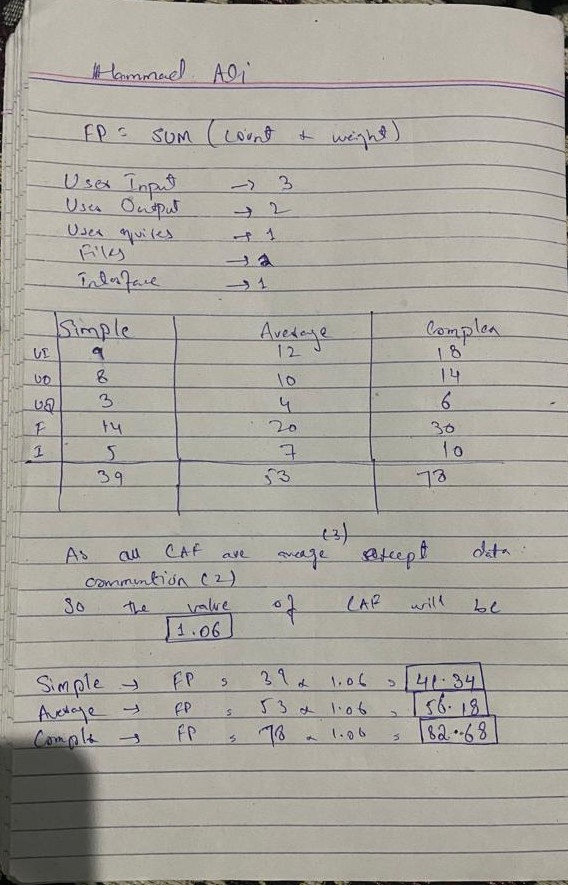 Hammad Ali
FP = SUM (count * weight)
User Input → 3
User Output → 2
User quires → 1
Files → 2
Interface → 1
Simple Average Complex
UI 9 12 18
UO 8 10 14
UQ 3 4 6
F 14 20 30
I 5 7 10
39 53 78
As all CAF are average (3) except data
commention (2)
So the value of CAF will be
1.06
Simple → FP = 39 * 1.06 = 41.34
Average → FP = 53 * 1.06 = 56.18
Complx → FP = 78 * 1.06 = 82.68